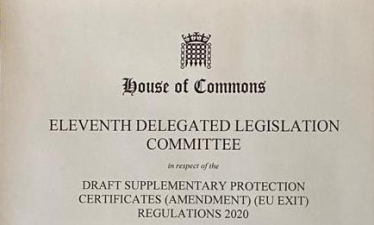 House of Commons
ELEVENTH DELEGATED LEGISLATION
COMMITTEE
in respect of the
DRAFT SUPPLEMENTARY PROTECTION
CERTIFICATES (AMENDMENT) (EU EXIT)
REGULATIONS 2020